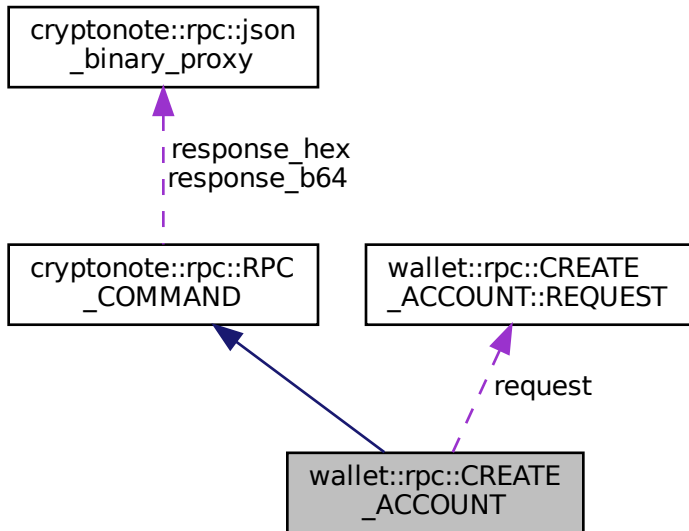 cryptonote::rpc::json
_binary_proxy
response_hex
response_b64
cryptonote::rpc::RPC
_COMMAND
wallet::rpc::CREATE
_ACCOUNT::REQUEST
request
wallet::rpc::CREATE
_ACCOUNT